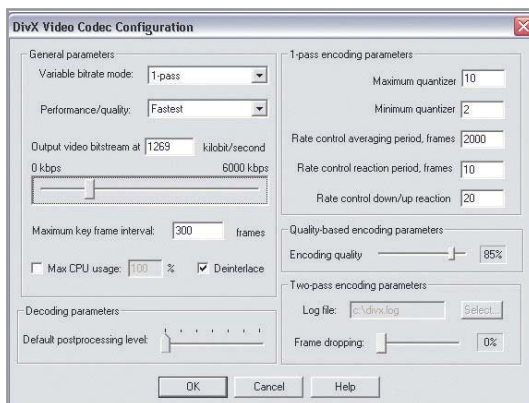 DivX Video Codec Configuration
General parameters
Variable bitrate mode: 1-pass
Performance/quality: Fastest
Output video bitstream at 1269 kilobit/second
0 kbps 6000 kbps
Maximum key frame interval: 300 frames
Max CPU usage: 100 % Deinterlace
Decoding parameters
Default postprocessing level:
1-pass encoding parameters
Maximum quantizer 10
Minimum quantizer 2
Rate control averaging period, frames 2000
Rate control reaction period, frames 10
Rate control down/up reaction 20
Quality-based encoding parameters
Encoding quality 85%
Two-pass encoding parameters
Log file: c:\divx.log Select...
Frame dropping: 0%
OK Cancel Help